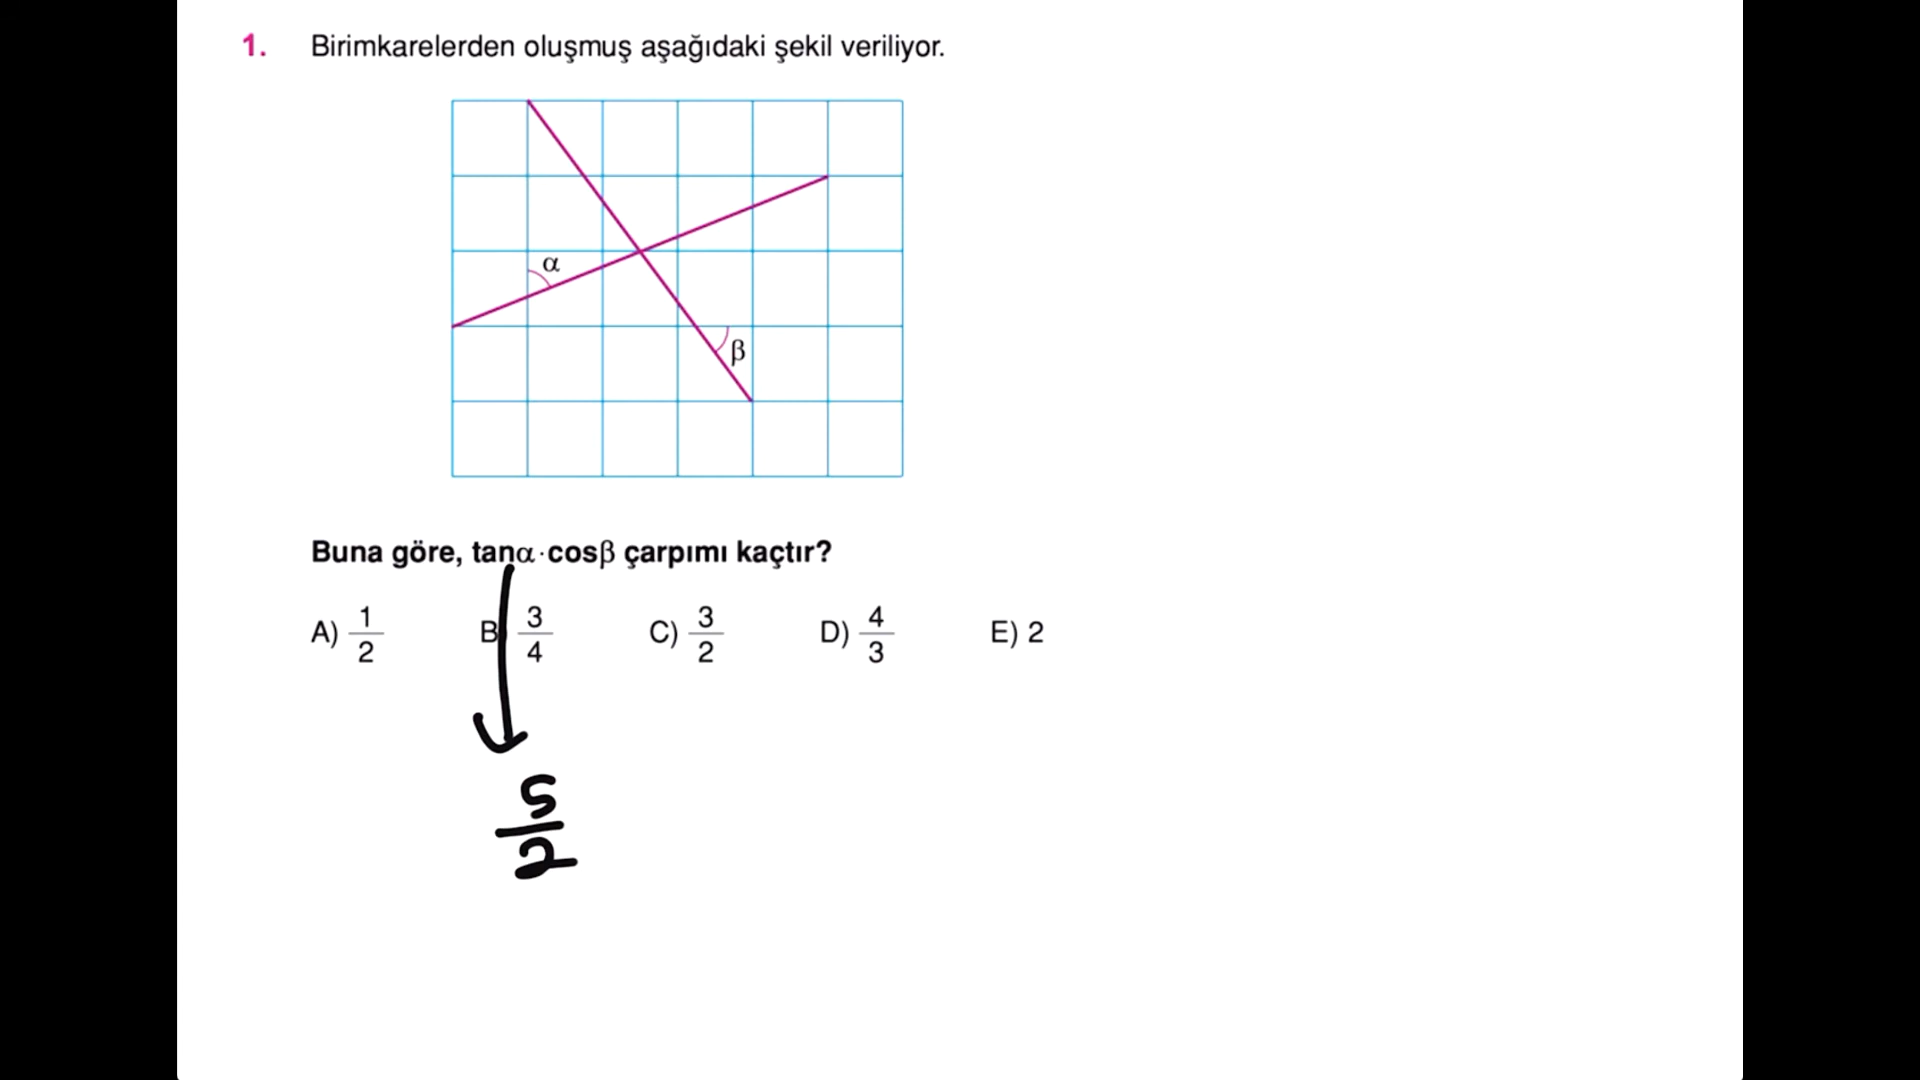 1. Birimkarelerden oluşmuş aşağıdaki şekil veriliyor.
α
β
Buna göre, tanα·cosβ çarpımı kaçtır?
A) 1/2 B) 3/4 C) 3/2 D) 4/3 E) 2
5/2